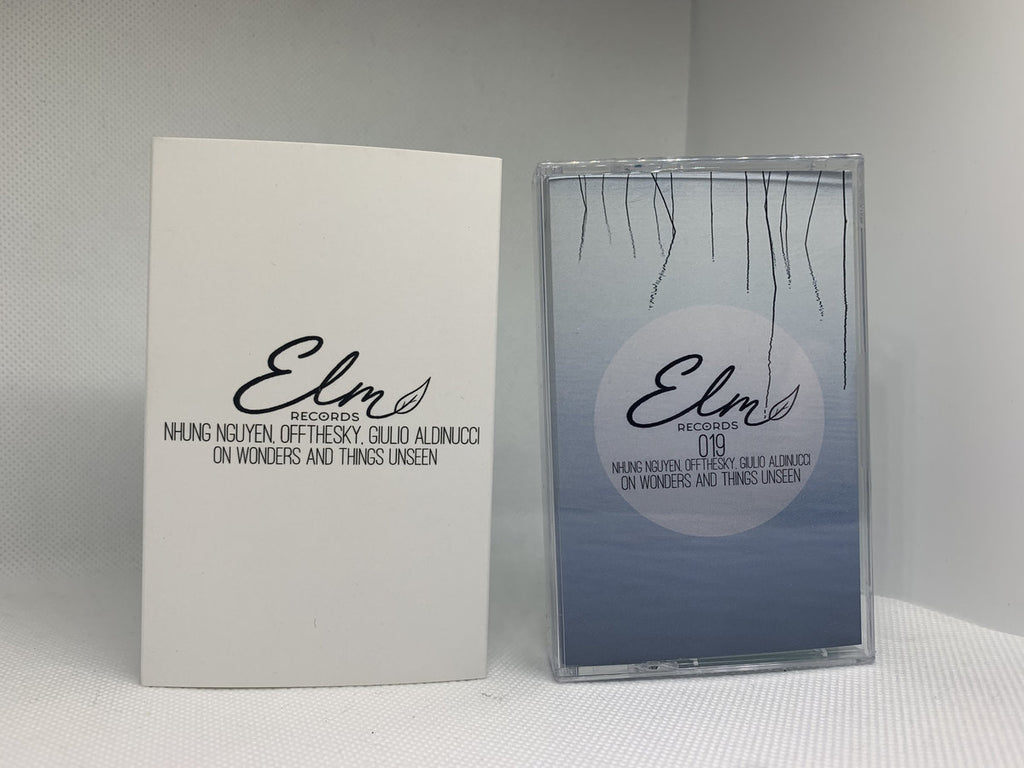 Elm
RECORDS
NHUNG NGUYEN, OFFTHESKY, GIULIO ALDINUCCI
ON WONDERS AND THINGS UNSEEN
Elm
RECORDS
019
NHUNG NGUYEN, OFFTHESKY, GIULIO ALDINUCCI
ON WONDERS AND THINGS UNSEEN